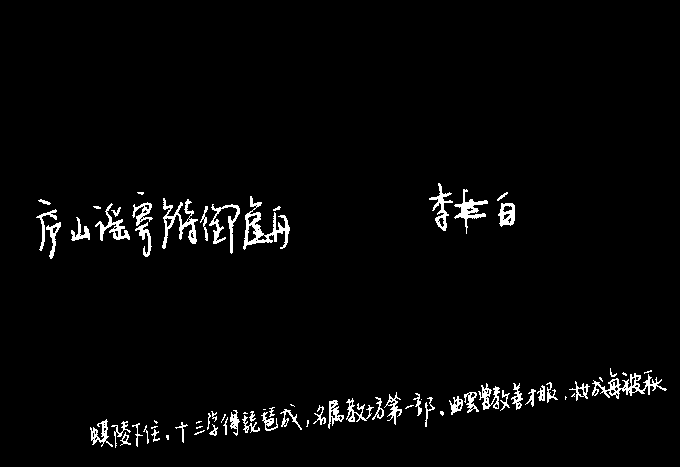 庐山谣寄卢侍御虚舟 李白
蟆陵下住。十三学得琵琶成,名属教坊第一部。曲罢曾教善才服,妆成每被秋